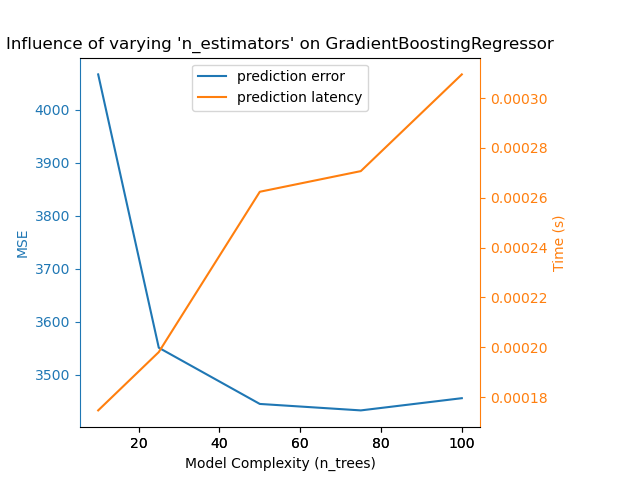 Influence of varying 'n_estimators' on GradientBoostingRegressor
prediction error
prediction latency
4000
3900
3800
3700
3600
3500
MSE
0.00030
0.00028
0.00026
0.00024
0.00022
0.00020
0.00018
Time (s)
20 40 60 80 100
Model Complexity (n_trees)